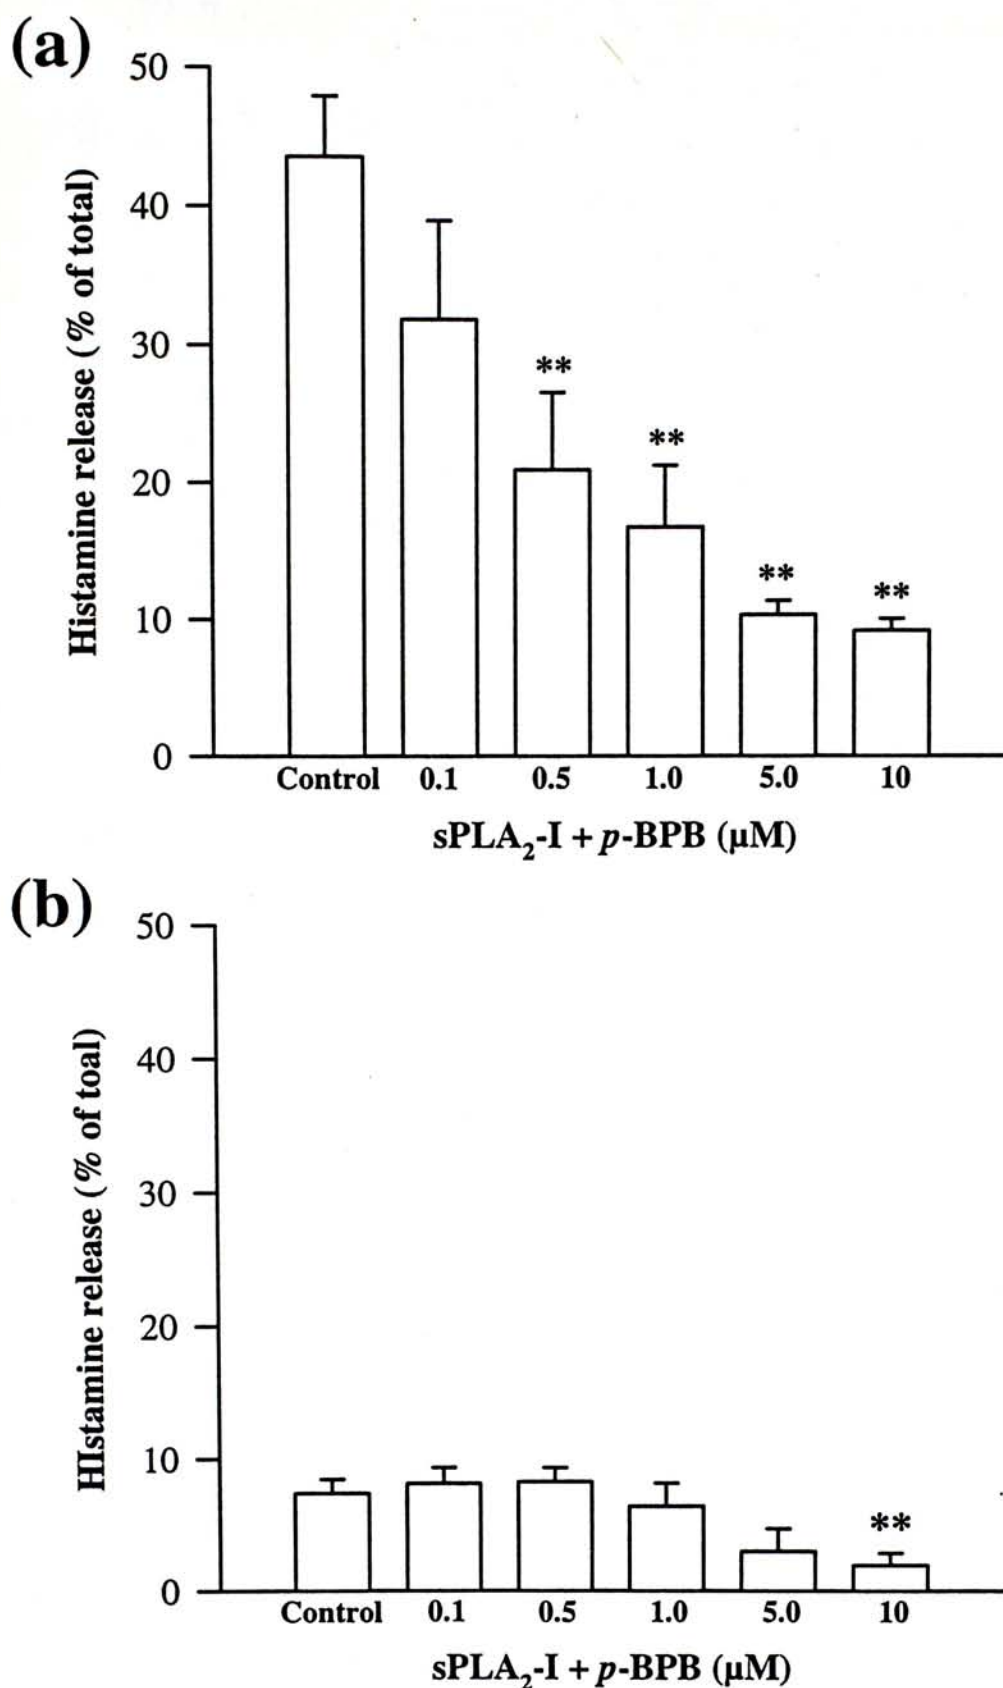 (a)
50
40
30
20
10
0
Histamine release (% of total)
**
**
**
**
Control 0.1 0.5 1.0 5.0 10
sPLA₂-I + p-BPB (µM)
(b)
50
40
30
20
10
0
HIstamine release (% of toal)
**
Control 0.1 0.5 1.0 5.0 10
sPLA₂-I + p-BPB (µM)